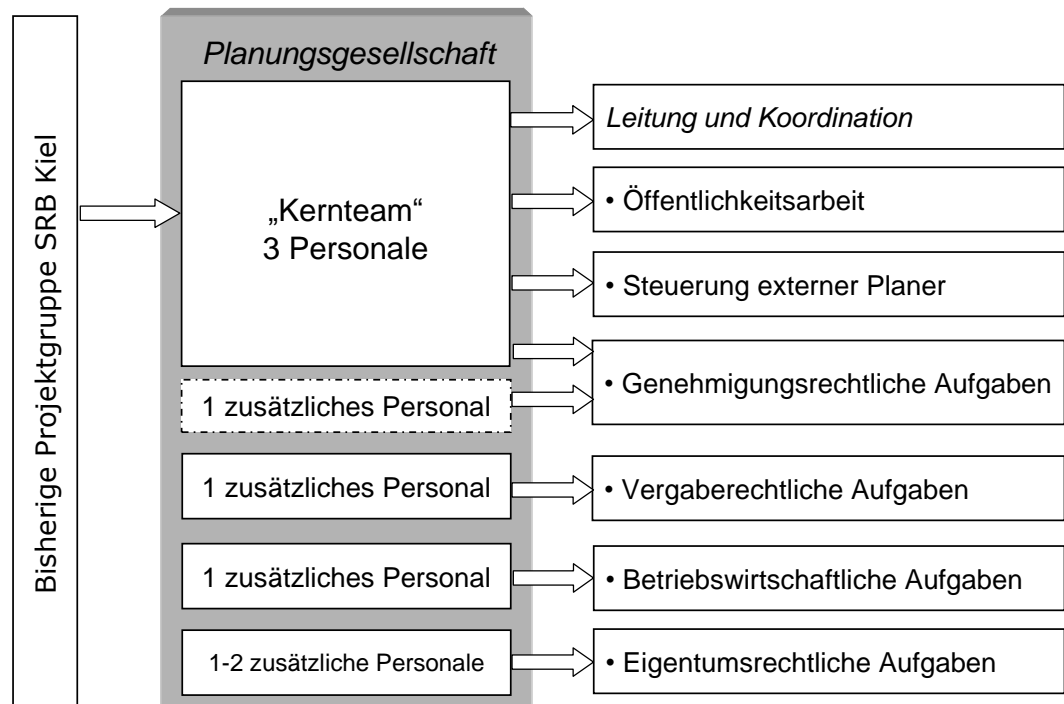 Bisherige Projektgruppe SRB Kiel
Planungsgesellschaft
„Kernteam“
3 Personale
1 zusätzliches Personal
1 zusätzliches Personal
1 zusätzliches Personal
1-2 zusätzliche Personale
Leitung und Koordination
• Öffentlichkeitsarbeit
• Steuerung externer Planer
• Genehmigungsrechtliche Aufgaben
• Vergaberechtliche Aufgaben
• Betriebswirtschaftliche Aufgaben
• Eigentumsrechtliche Aufgaben